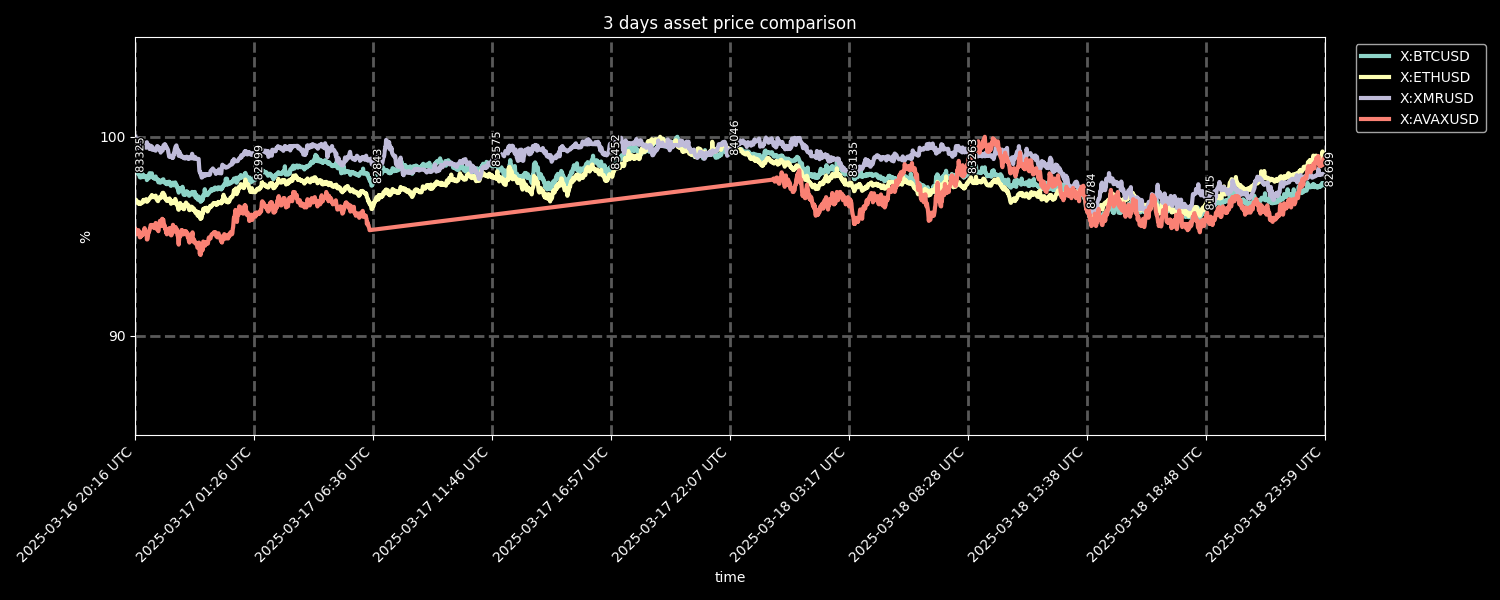 3 days asset price comparison
X:BTCUSD
X:ETHUSD
X:XMRUSD
X:AVAXUSD
100
90
%
83325
82999
82843
83575
83452
84046
83135
83263
81784
81715
82699
2025-03-16 20:16 UTC
2025-03-17 01:26 UTC
2025-03-17 06:36 UTC
2025-03-17 11:46 UTC
2025-03-17 16:57 UTC
2025-03-17 22:07 UTC
2025-03-18 03:17 UTC
2025-03-18 08:28 UTC
2025-03-18 13:38 UTC
2025-03-18 18:48 UTC
2025-03-18 23:59 UTC
time